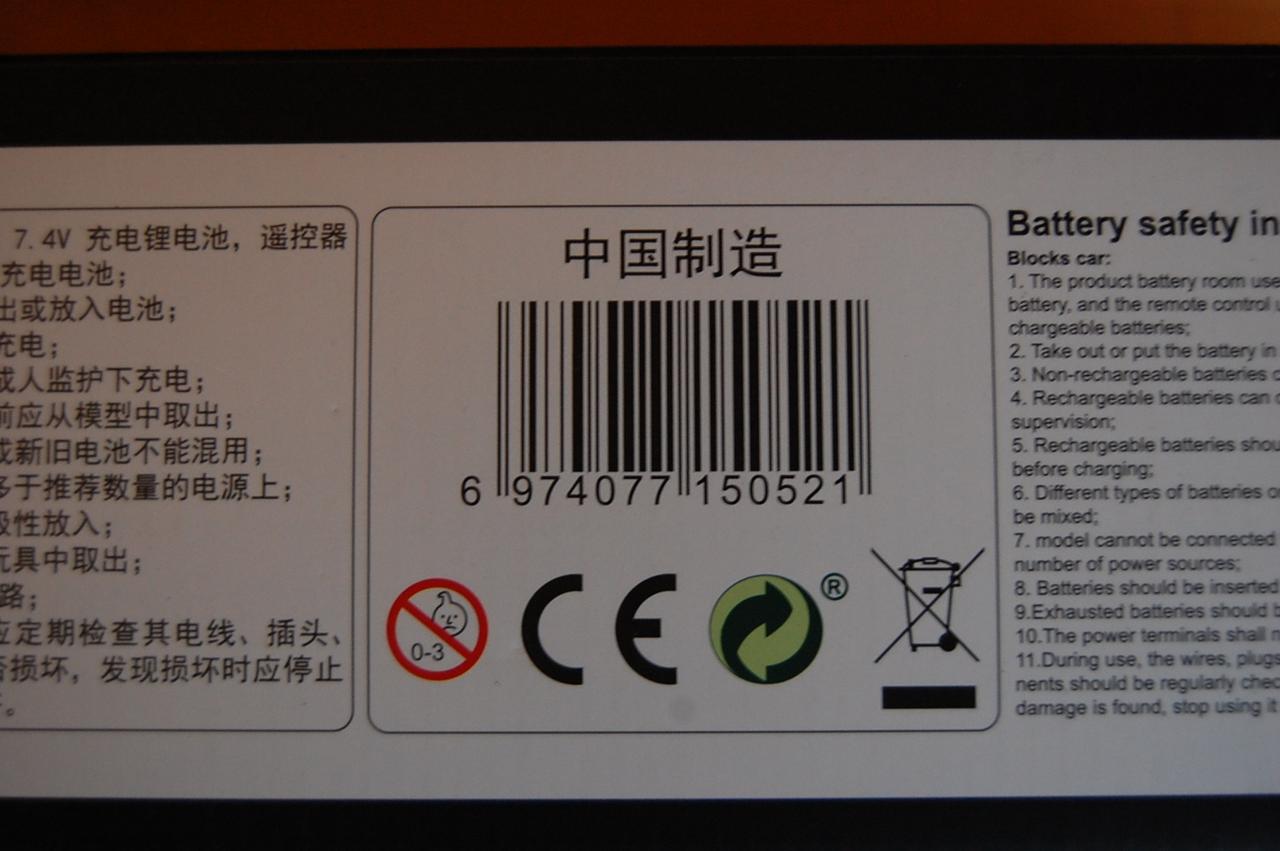 7.4V 充电锂电池，遥控器
充电电池；
出或放入电池；
充电；
成人监护下充电；
前应从模型中取出；
或新旧电池不能混用；
多于推荐数量的电源上；
极性放入；
玩具中取出；
路；
应定期检查其电线、插头、
否损坏，发现损坏时应停止
。
中国制造
6 974077 150521
0-3
CE
®
Battery safety in
Blocks car:
1. The product battery room use
battery, and the remote control
chargeable batteries;
2. Take out or put the battery in
3. Non-rechargeable batteries
4. Rechargeable batteries can
supervision;
5. Rechargeable batteries shou
before charging;
6. Different types of batteries
be mixed;
7. model cannot be connected
number of power sources;
8. Batteries should be inserted
9.Exhausted batteries should
10.The power terminals shall
11.During use, the wires, plugs
nents should be regularly chec
damage is found, stop using it